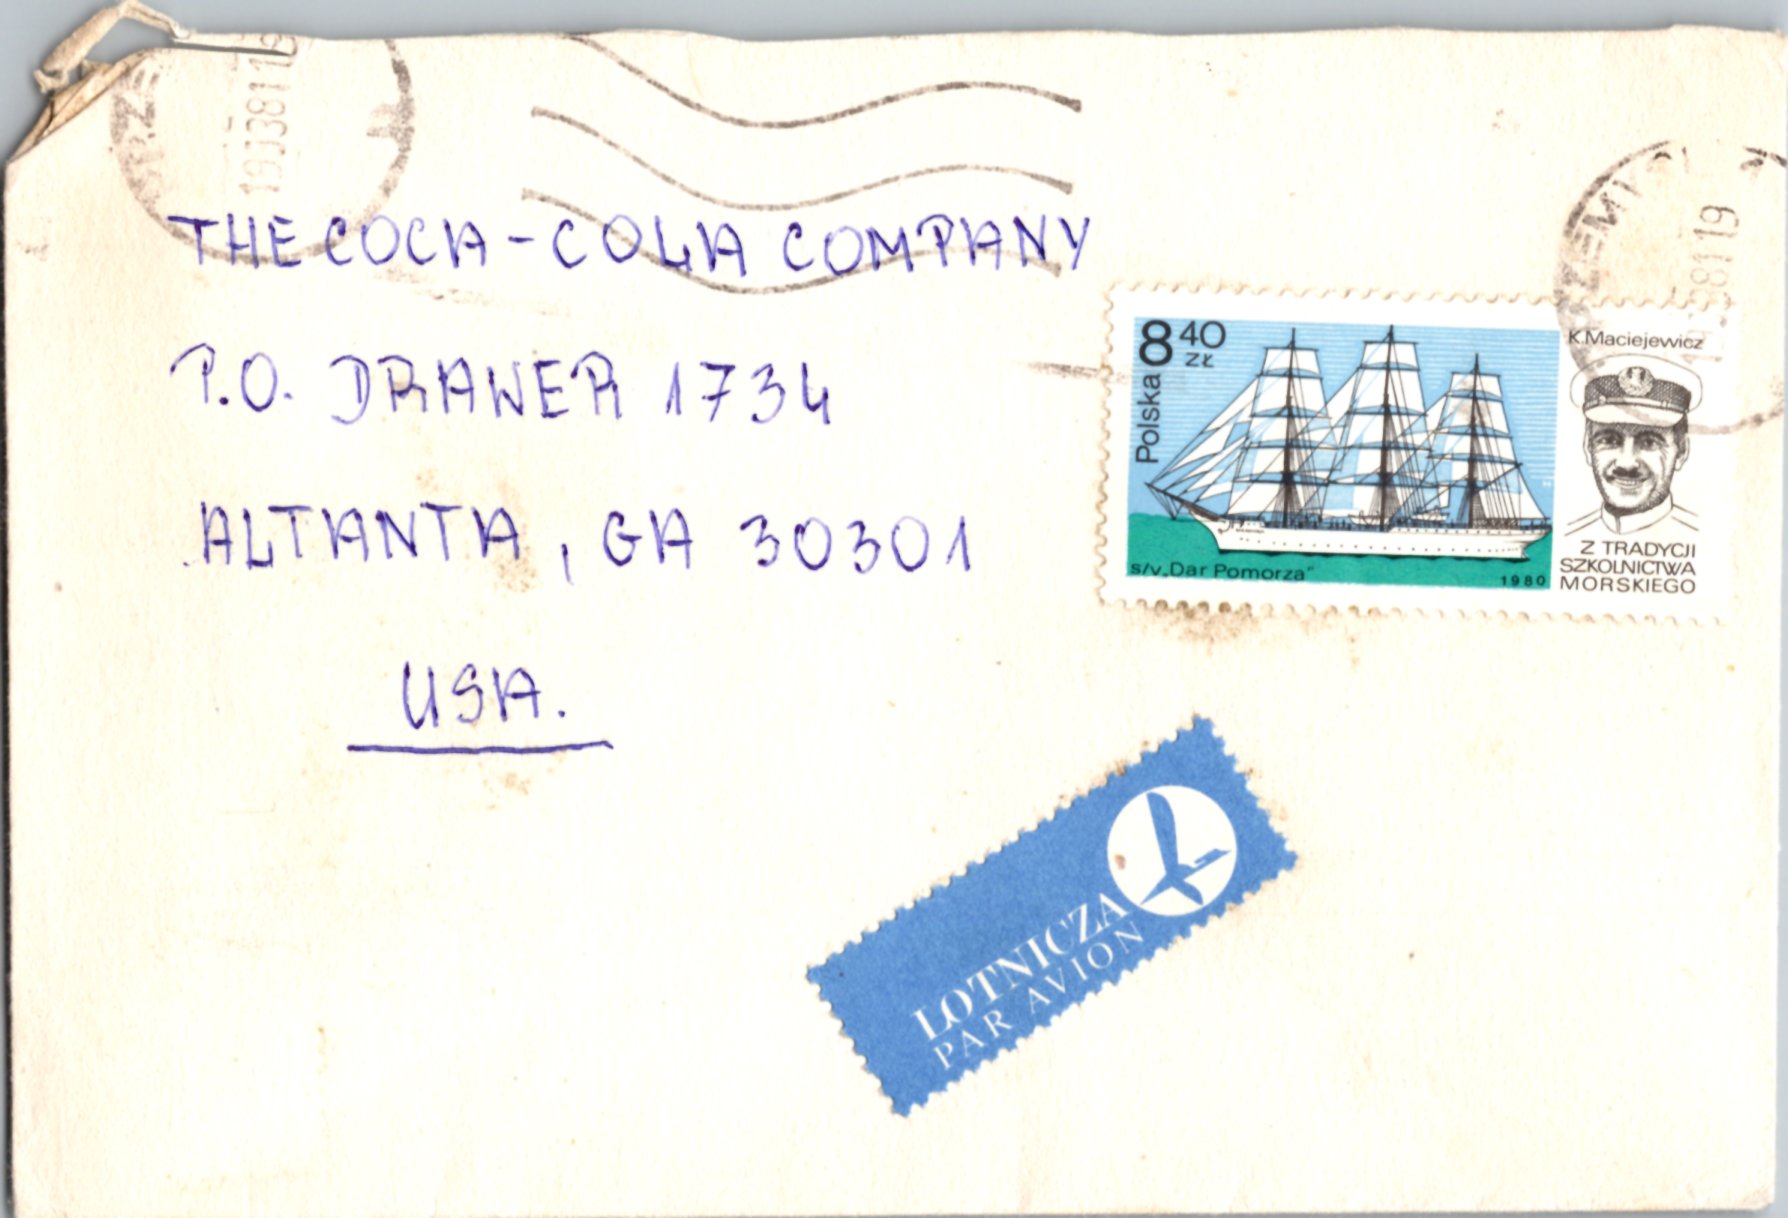 THE COCA-COLA COMPANY
P.O. DRAWER 1734
ALTANTA, GA 30301
USA.
8 40 ZŁ
Polska
K.Maciejewicz
s/v „Dar Pomorza"
1980
Z TRADYCJI
SZKOLNICTWA
MORSKIEGO
LOTNICZA
PAR AVION